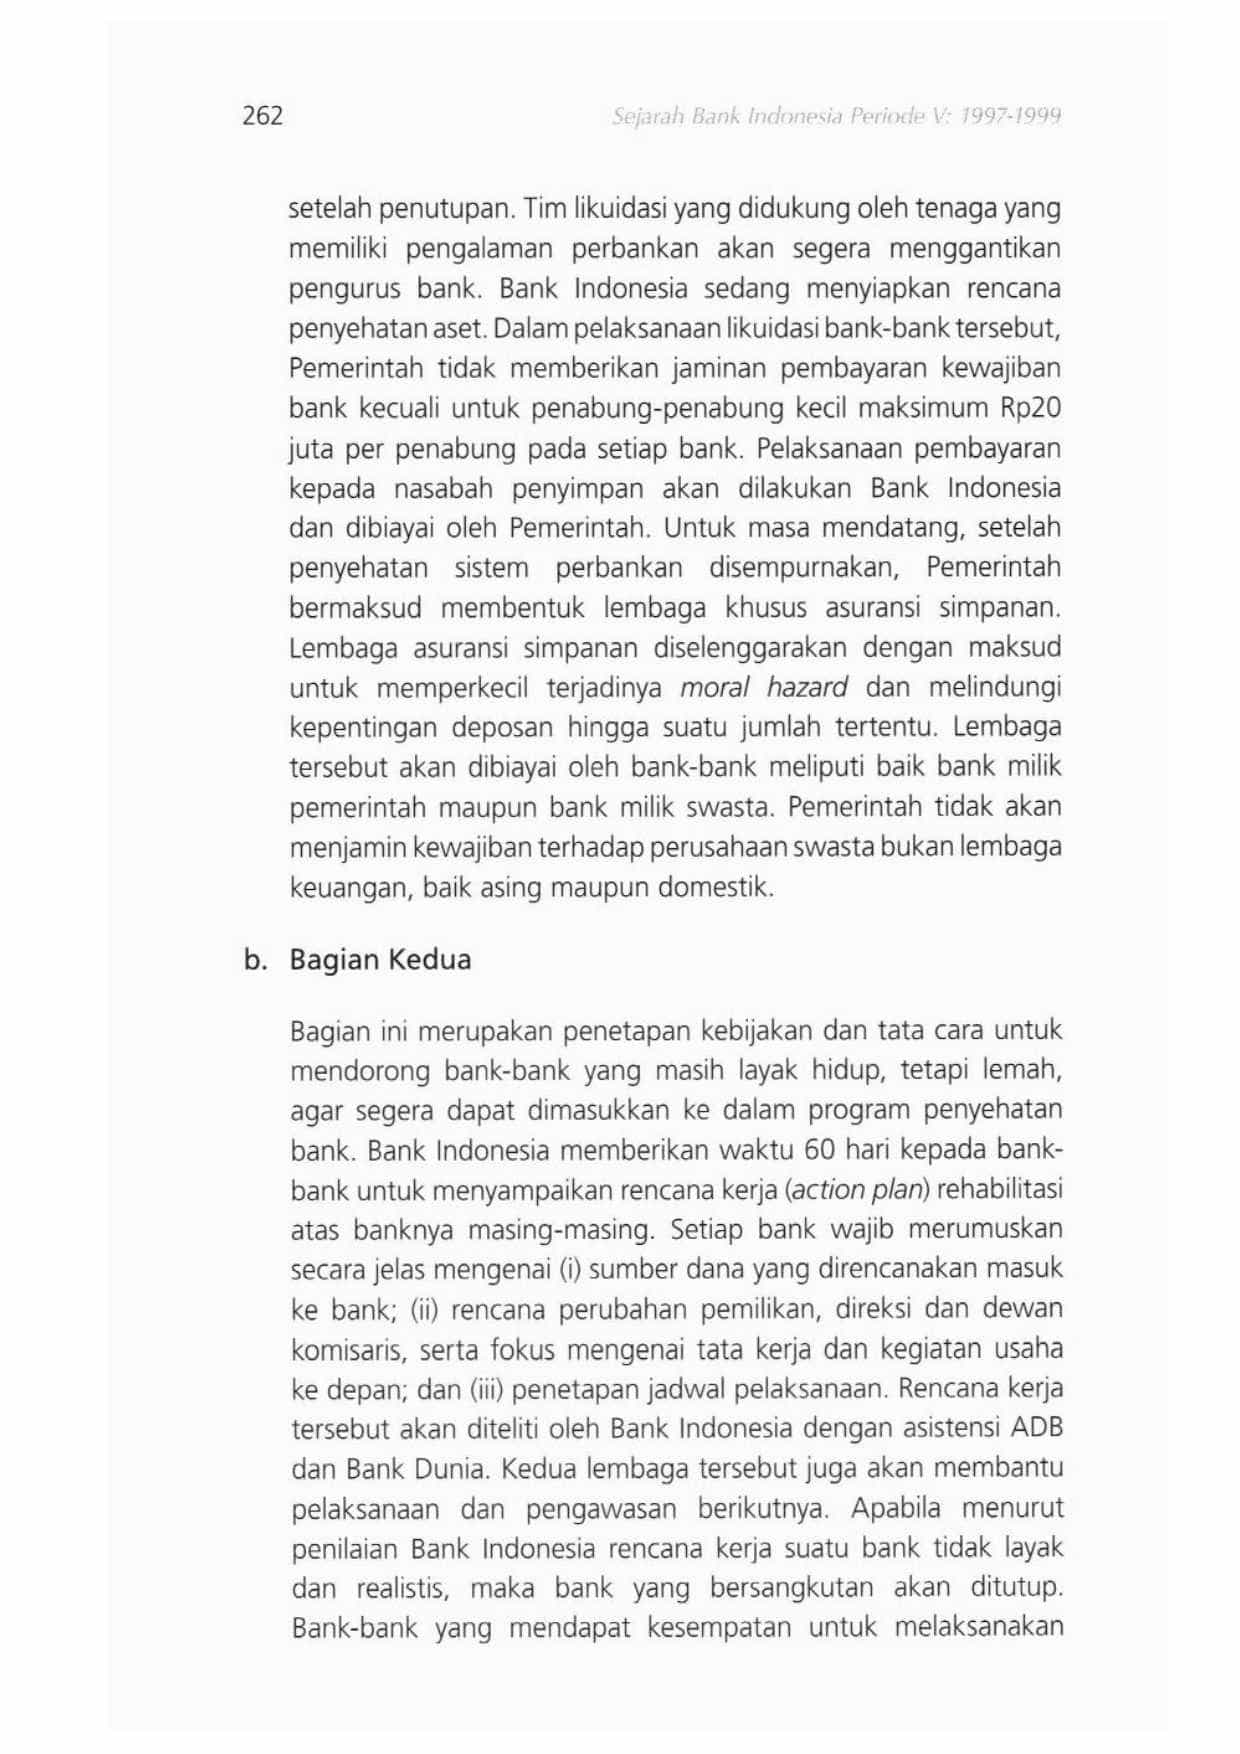 262
Sejarah Bank Indonesia Periode V: 1997-1999
setelah penutupan. Tim likuidasi yang didukung oleh tenaga yang
memiliki pengalaman perbankan akan segera menggantikan
pengurus bank. Bank Indonesia sedang menyiapkan rencana
penyehatan aset. Dalam pelaksanaan likuidasi bank-bank tersebut,
Pemerintah tidak memberikan jaminan pembayaran kewajiban
bank kecuali untuk penabung-penabung kecil maksimum Rp20
juta per penabung pada setiap bank. Pelaksanaan pembayaran
kepada nasabah penyimpan akan dilakukan Bank Indonesia
dan dibiayai oleh Pemerintah. Untuk masa mendatang, setelah
penyehatan sistem perbankan disempurnakan, Pemerintah
bermaksud membentuk lembaga khusus asuransi simpanan.
Lembaga asuransi simpanan diselenggarakan dengan maksud
untuk memperkecil terjadinya moral hazard dan melindungi
kepentingan deposan hingga suatu jumlah tertentu. Lembaga
tersebut akan dibiayai oleh bank-bank meliputi baik bank milik
pemerintah maupun bank milik swasta. Pemerintah tidak akan
menjamin kewajiban terhadap perusahaan swasta bukan lembaga
keuangan, baik asing maupun domestik.
b. Bagian Kedua
Bagian ini merupakan penetapan kebijakan dan tata cara untuk
mendorong bank-bank yang masih layak hidup, tetapi lemah,
agar segera dapat dimasukkan ke dalam program penyehatan
bank. Bank Indonesia memberikan waktu 60 hari kepada bank-
bank untuk menyampaikan rencana kerja (action plan) rehabilitasi
atas banknya masing-masing. Setiap bank wajib merumuskan
secara jelas mengenai (i) sumber dana yang direncanakan masuk
ke bank; (ii) rencana perubahan pemilikan, direksi dan dewan
komisaris, serta fokus mengenai tata kerja dan kegiatan usaha
ke depan; dan (iii) penetapan jadwal pelaksanaan. Rencana kerja
tersebut akan diteliti oleh Bank Indonesia dengan asistensi ADB
dan Bank Dunia. Kedua lembaga tersebut juga akan membantu
pelaksanaan dan pengawasan berikutnya. Apabila menurut
penilaian Bank Indonesia rencana kerja suatu bank tidak layak
dan realistis, maka bank yang bersangkutan akan ditutup.
Bank-bank yang mendapat kesempatan untuk melaksanakan